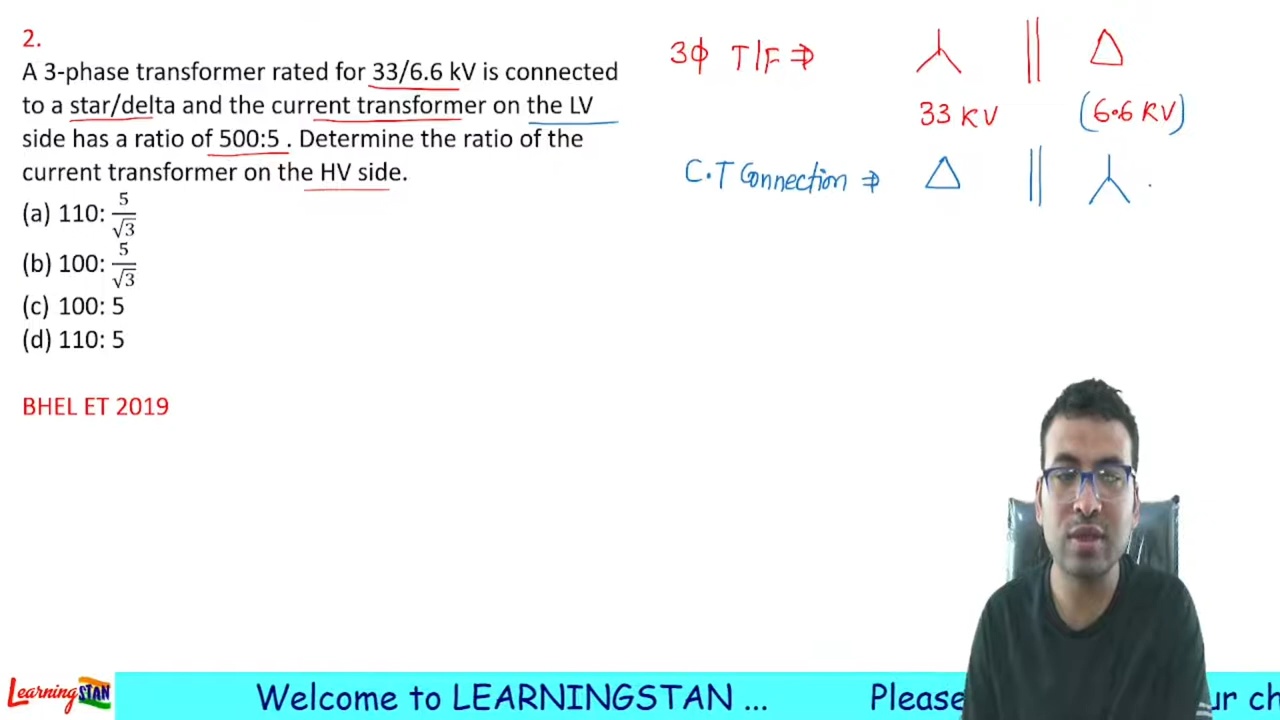 2.
A 3-phase transformer rated for 33/6.6 kV is connected
to a star/delta and the current transformer on the LV
side has a ratio of 500:5 . Determine the ratio of the
current transformer on the HV side.
(a) 110: 5/√3
(b) 100: 5/√3
(c) 100: 5
(d) 110: 5
BHEL ET 2019
3φ T/F ⇒
33 KV (6.6 KV)
C.T Connection ⇒
LearningSTAN
Welcome to LEARNINGSTAN ... Please ur ch